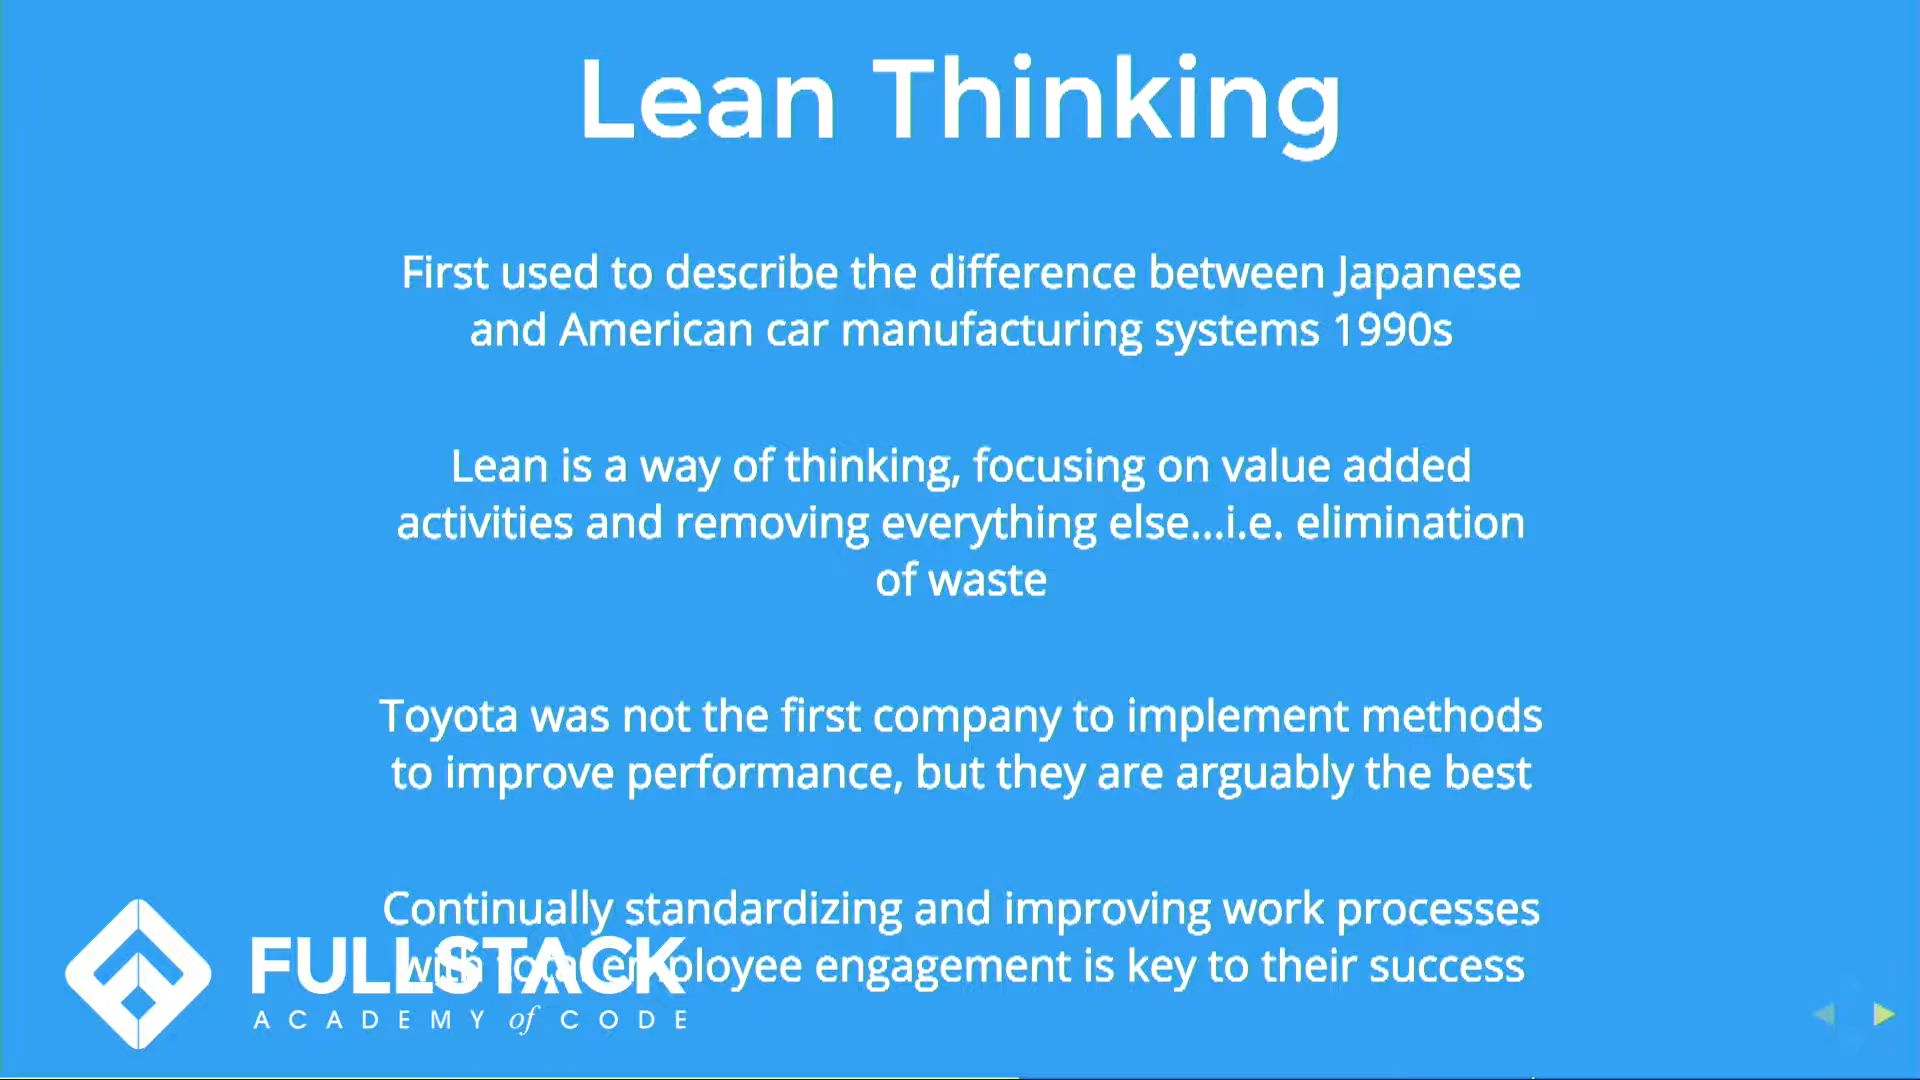 Lean Thinking
First used to describe the difference between Japanese
and American car manufacturing systems 1990s
Lean is a way of thinking, focusing on value added
activities and removing everything else...i.e. elimination
of waste
Toyota was not the first company to implement methods
to improve performance, but they are arguably the best
Continually standardizing and improving work processes
with total employee engagement is key to their success
FULLSTACK
ACADEMY of CODE